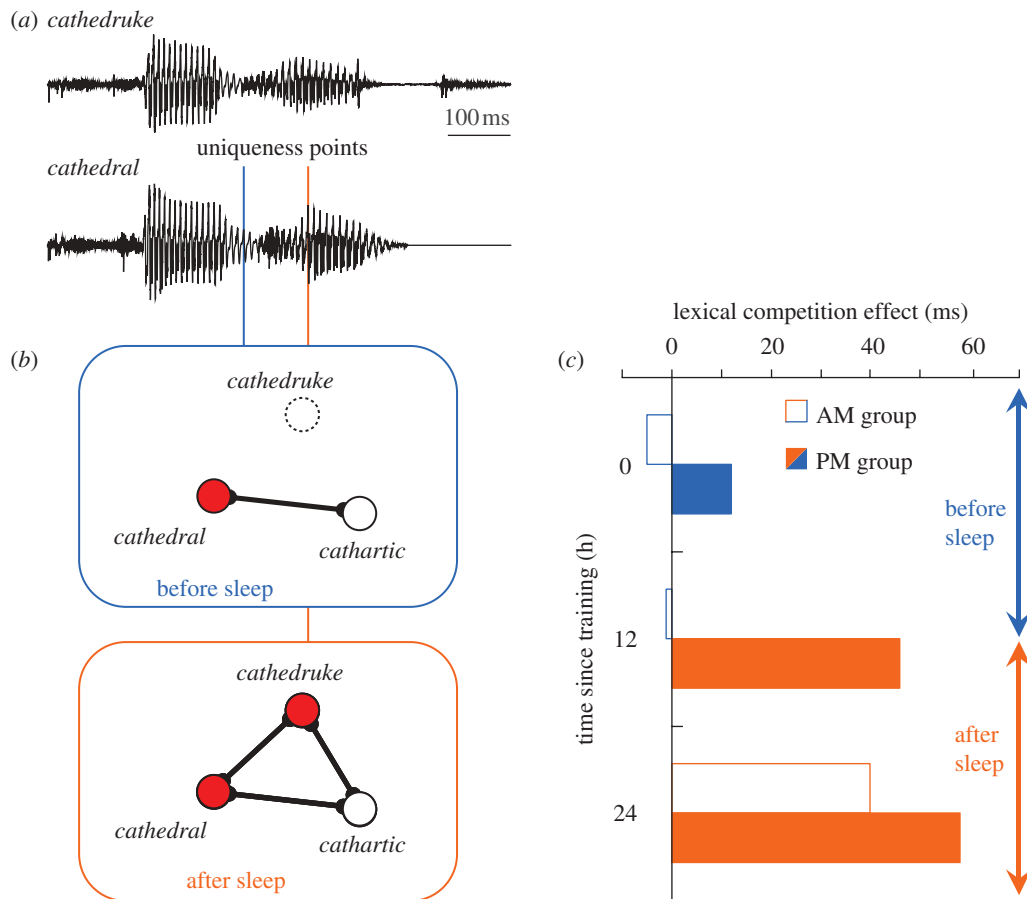 (a) cathedruke
100 ms
uniqueness points
cathedral
(b)
cathedruke
cathedral
cathartic
before sleep
cathedruke
cathedral
cathartic
after sleep
lexical competition effect (ms)
(c)
0 20 40 60
AM group
PM group
0
12
24
time since training (h)
before
sleep
after
sleep